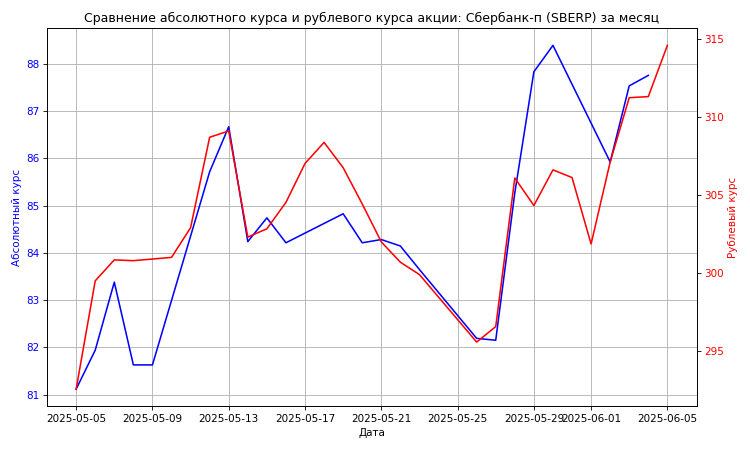 Сравнение абсолютного курса и рублевого курса акции: Сбербанк-п (SBERP) за месяц
88
87
86
85
84
83
82
81
Абсолютный курс
315
310
305
300
295
Рублевый курс
2025-05-05 2025-05-09 2025-05-13 2025-05-17 2025-05-21 2025-05-25 2025-05-29 2025-06-01 2025-06-05
Дата